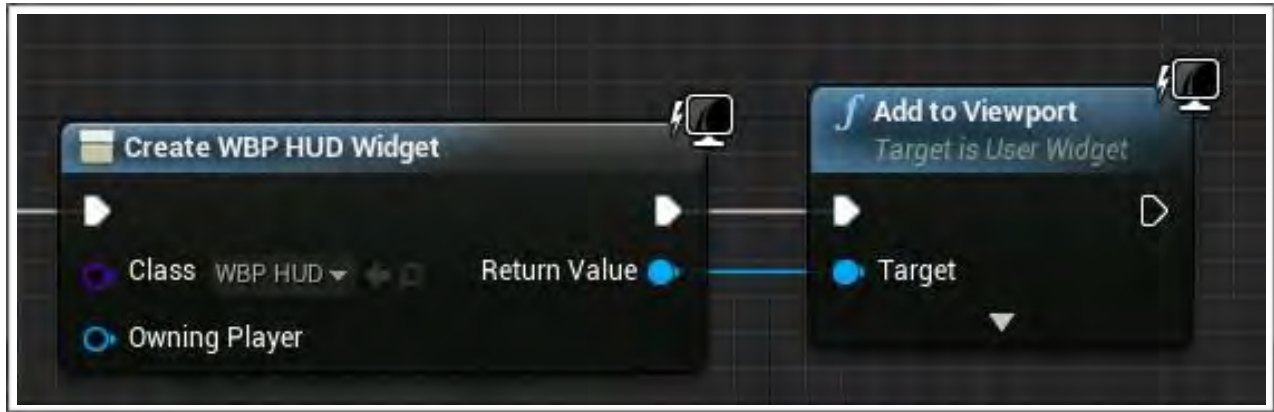 Create WBP HUD Widget
Class WBP HUD Return Value
Owning Player
f Add to Viewport
Target is User Widget
Target